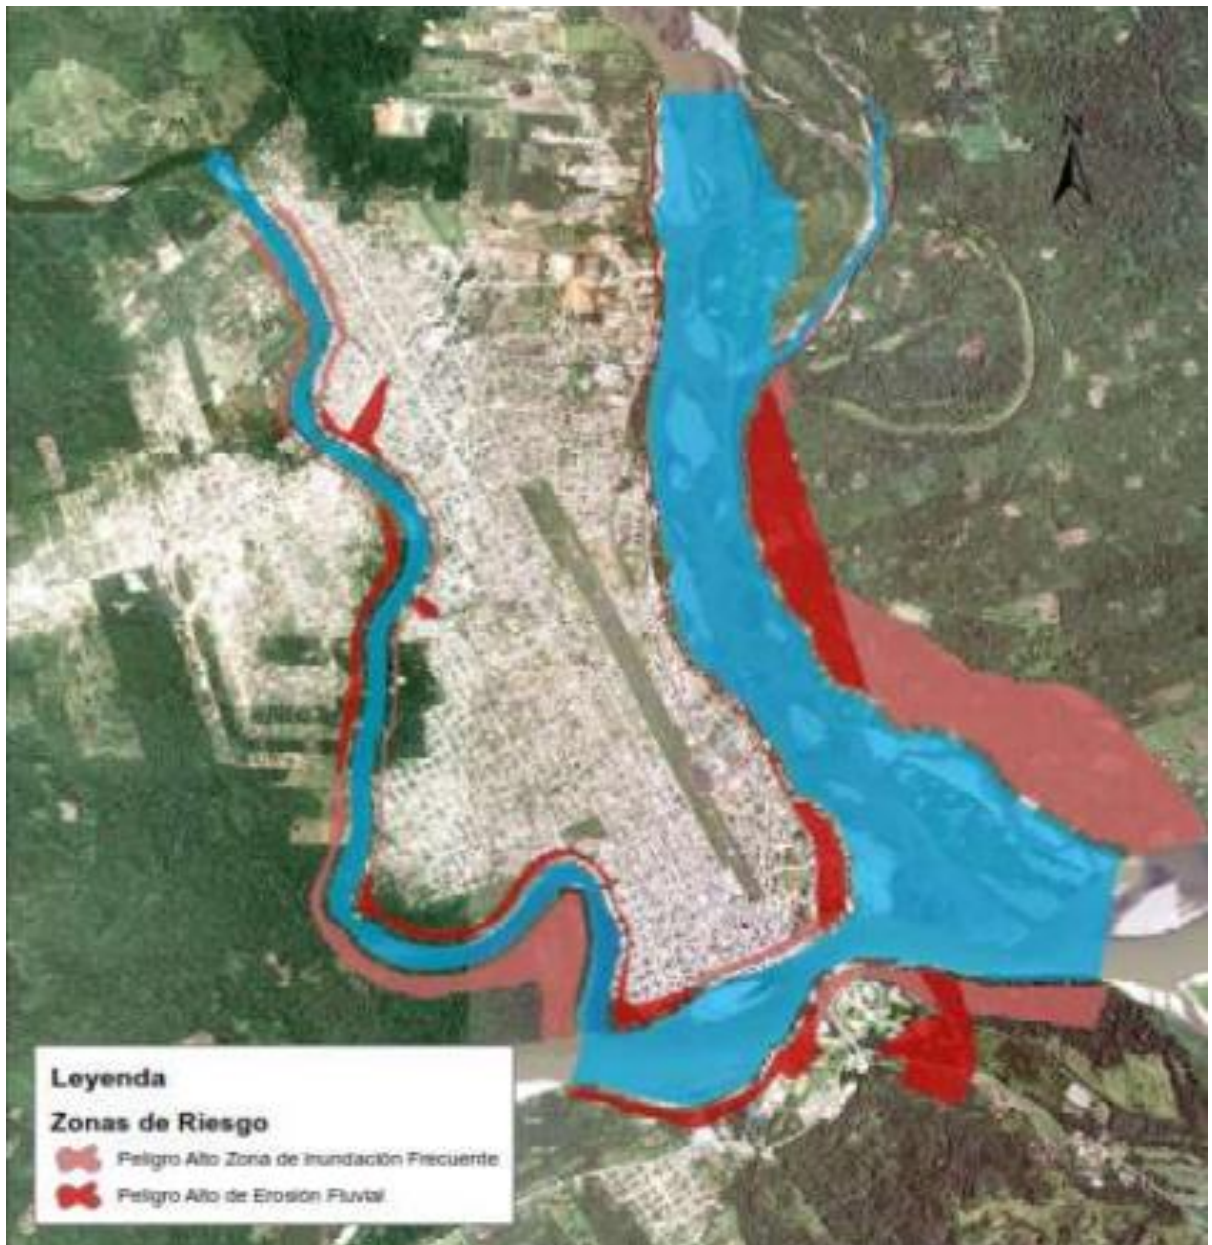 N
Leyenda
Zonas de Riesgo
Peligro Alto Zona de Inundación Frecuente
Peligro Alto de Erosión Fluvial